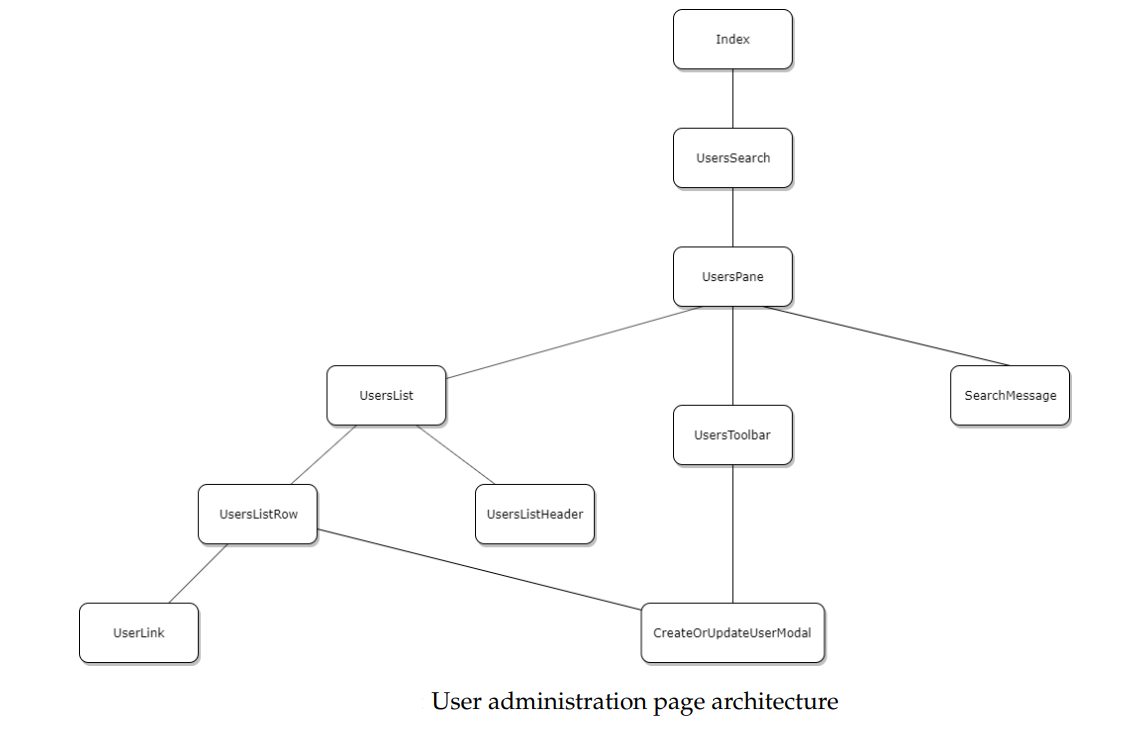 Index
UsersSearch
UsersPane
UsersList
SearchMessage
UsersToolbar
UsersListRow
UsersListHeader
UserLink
CreateOrUpdateUserModal
User administration page architecture